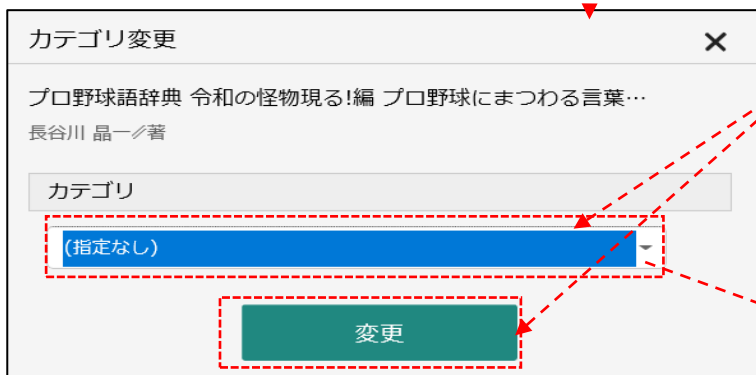 カテゴリ変更
プロ野球語辞典 令和の怪物現る!編 プロ野球にまつわる言葉…
長谷川 晶一∥著
カテゴリ
(指定なし)
変更